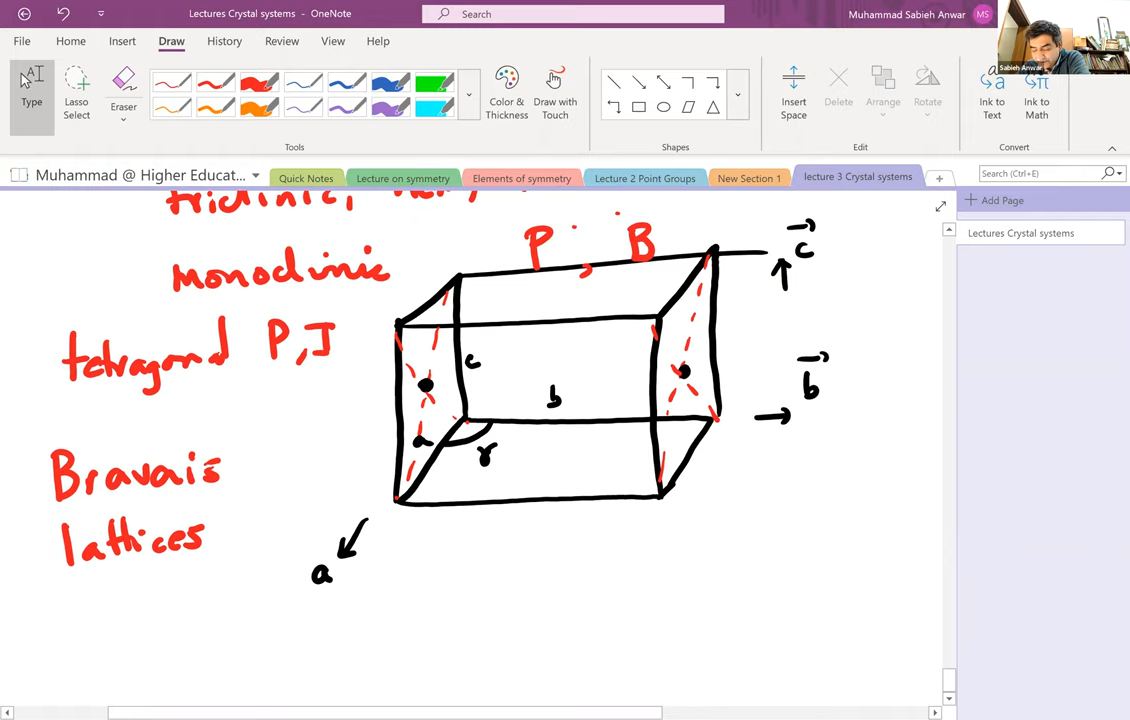 Lectures Crystal systems - OneNote
Search
Muhammad Sabieh Anwar
MS
Sabieh Anwar
File
Home
Insert
Draw
History
Review
View
Help
Type
Lasso Select
Eraser
Color & Thickness
Draw with Touch
Insert Space
Delete
Arrange
Rotate
Ink to Text
Ink to Math
Tools
Shapes
Edit
Convert
Muhammad @ Higher Educat...
Quick Notes
Lecture on symmetry
Elements of symmetry
Lecture 2 Point Groups
New Section 1
lecture 3 Crystal systems
Search (Ctrl+E)
Add Page
Lectures Crystal systems
triclinic,
P, B
c
monoclinic
tetragonal P, I
c
b
b
a
γ
Bravais
lattices
a